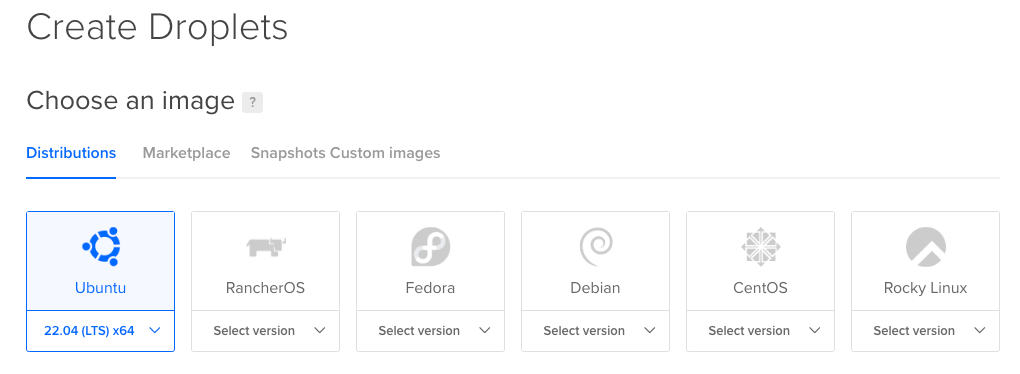 Create Droplets
Choose an image ?
Distributions Marketplace Snapshots Custom images
Ubuntu RancherOS Fedora Debian CentOS Rocky Linux
22.04 (LTS) x64 Select version Select version Select version Select version Select version